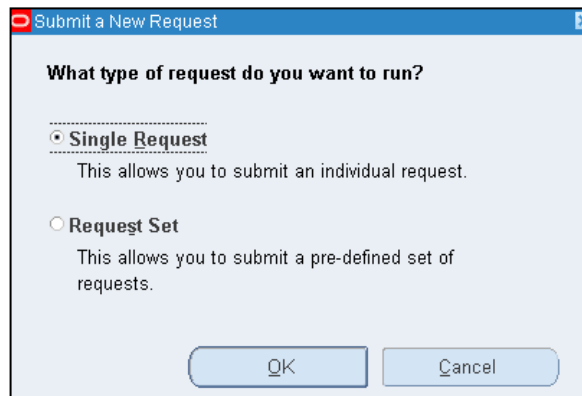 Submit a New Request
What type of request do you want to run?
Single Request
This allows you to submit an individual request.
Request Set
This allows you to submit a pre-defined set of
requests.
OK
Cancel